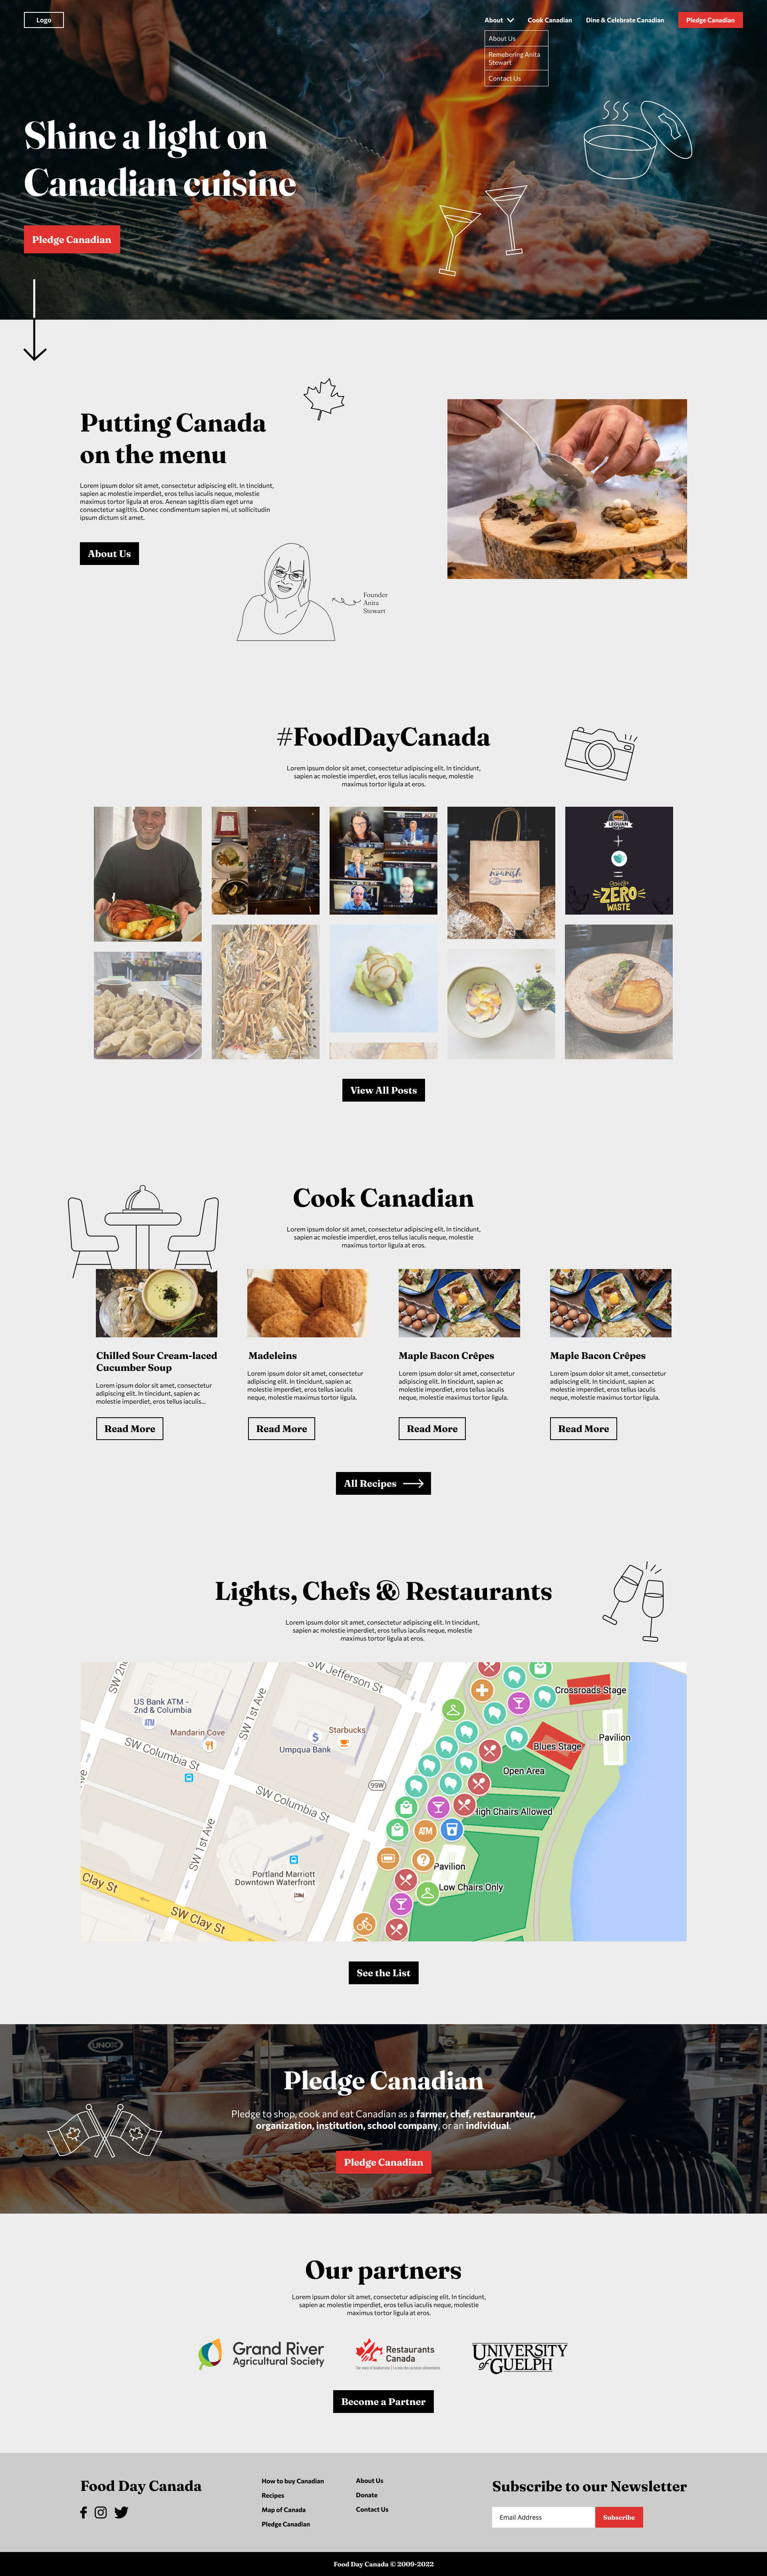 Logo
About
Cook Canadian
Dine & Celebrate Canadian
Pledge Canadian
About Us
Remebering Anita
Stewart
Contact Us
Shine a light on
Canadian cuisine
Pledge Canadian
Putting Canada
on the menu
Lorem ipsum dolor sit amet, consectetur adipiscing elit. In tincidunt,
sapien ac molestie imperdiet, eros tellus iaculis neque, molestie
maximus tortor ligula at eros. Aenean sagittis diam eget urna
consectetur sagittis. Donec condimentum sapien mi, ut sollicitudin
ipsum dictum sit amet.
About Us
Founder
Anita
Stewart
#FoodDayCanada
Lorem ipsum dolor sit amet, consectetur adipiscing elit. In tincidunt,
sapien ac molestie imperdiet, eros tellus iaculis neque, molestie
maximus tortor ligula at eros.
nourish
LEGUAN
+
=
ZERO
WASTE
View All Posts
Cook Canadian
Lorem ipsum dolor sit amet, consectetur adipiscing elit. In tincidunt,
sapien ac molestie imperdiet, eros tellus iaculis neque, molestie
maximus tortor ligula at eros.
Chilled Sour Cream-laced
Cucumber Soup
Lorem ipsum dolor sit amet, consectetur
adipiscing elit. In tincidunt, sapien ac
molestie imperdiet, eros tellus iaculis...
Read More
Madeleins
Lorem ipsum dolor sit amet, consectetur
adipiscing elit. In tincidunt, sapien ac
molestie imperdiet, eros tellus iaculis
neque, molestie maximus tortor ligula.
Read More
Maple Bacon Crêpes
Lorem ipsum dolor sit amet, consectetur
adipiscing elit. In tincidunt, sapien ac
molestie imperdiet, eros tellus iaculis
neque, molestie maximus tortor ligula.
Read More
Maple Bacon Crêpes
Lorem ipsum dolor sit amet, consectetur
adipiscing elit. In tincidunt, sapien ac
molestie imperdiet, eros tellus iaculis
neque, molestie maximus tortor ligula.
Read More
All Recipes
Lights, Chefs & Restaurants
Lorem ipsum dolor sit amet, consectetur adipiscing elit. In tincidunt,
sapien ac molestie imperdiet, eros tellus iaculis neque, molestie
maximus tortor ligula at eros.
SW 2nd
SW Jefferson St
Crossroads Stage
US Bank ATM -
2nd & Columbia
SW 1st Ave
Mandarin Cove
Starbucks
Umpqua Bank
Pavilion
Blues Stage
SW Columbia St
Open Area
99W
SW Columbia St
High Chairs Allowed
ATM
SW 1st Ave
Pavilion
Portland Marriott
Downtown Waterfront
Low Chairs Only
Clay St
SW Clay St
See the List
UNOX
Pledge Canadian
Pledge to shop, cook and eat Canadian as a farmer, chef, restauranteur,
organization, institution, school company, or an individual.
Pledge Canadian
Our partners
Lorem ipsum dolor sit amet, consectetur adipiscing elit. In tincidunt,
sapien ac molestie imperdiet, eros tellus iaculis neque, molestie
maximus tortor ligula at eros.
Grand River
Agricultural Society
Restaurants
Canada
The voice of foodservice | La voix des services alimentaires
UNIVERSITY
of GUELPH
Become a Partner
Food Day Canada
How to buy Canadian
Recipes
Map of Canada
Pledge Canadian
About Us
Donate
Contact Us
Subscribe to our Newsletter
Email Address
Subscribe
Food Day Canada © 2009-2022